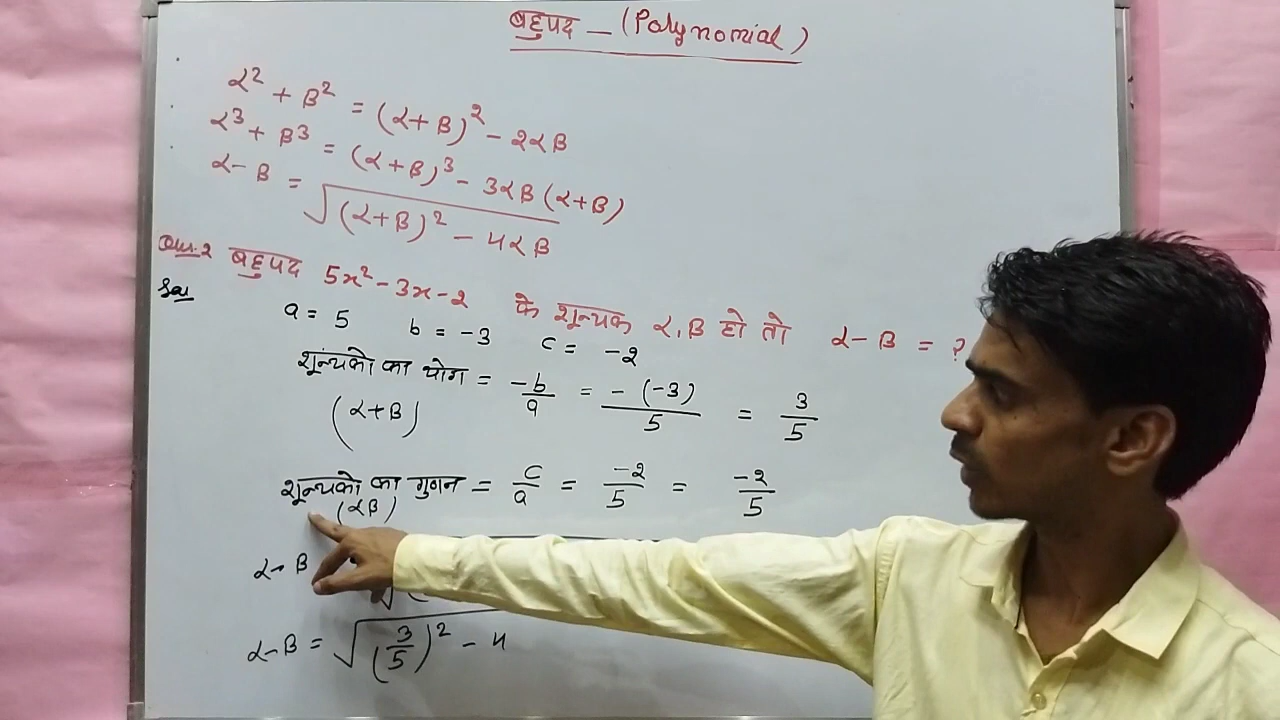 बहुपद – (Polynomial)
α² + β² = (α+β)² - 2αβ
α³ + β³ = (α+β)³ - 3αβ(α+β)
α - β = √(α+β)² - 4αβ
Que.2 बहुपद 5x² - 3x - 2 के शून्यक α, β हो तो α - β = ?
Sol
a = 5 b = -3 c = -2
शून्यको का योग = -b/a = -(-3)/5 = 3/5
(α+β)
शून्यको का गुणन = c/a = -2/5 = -2/5
(αβ)
α - β
α - β = √(3/5)² - 4